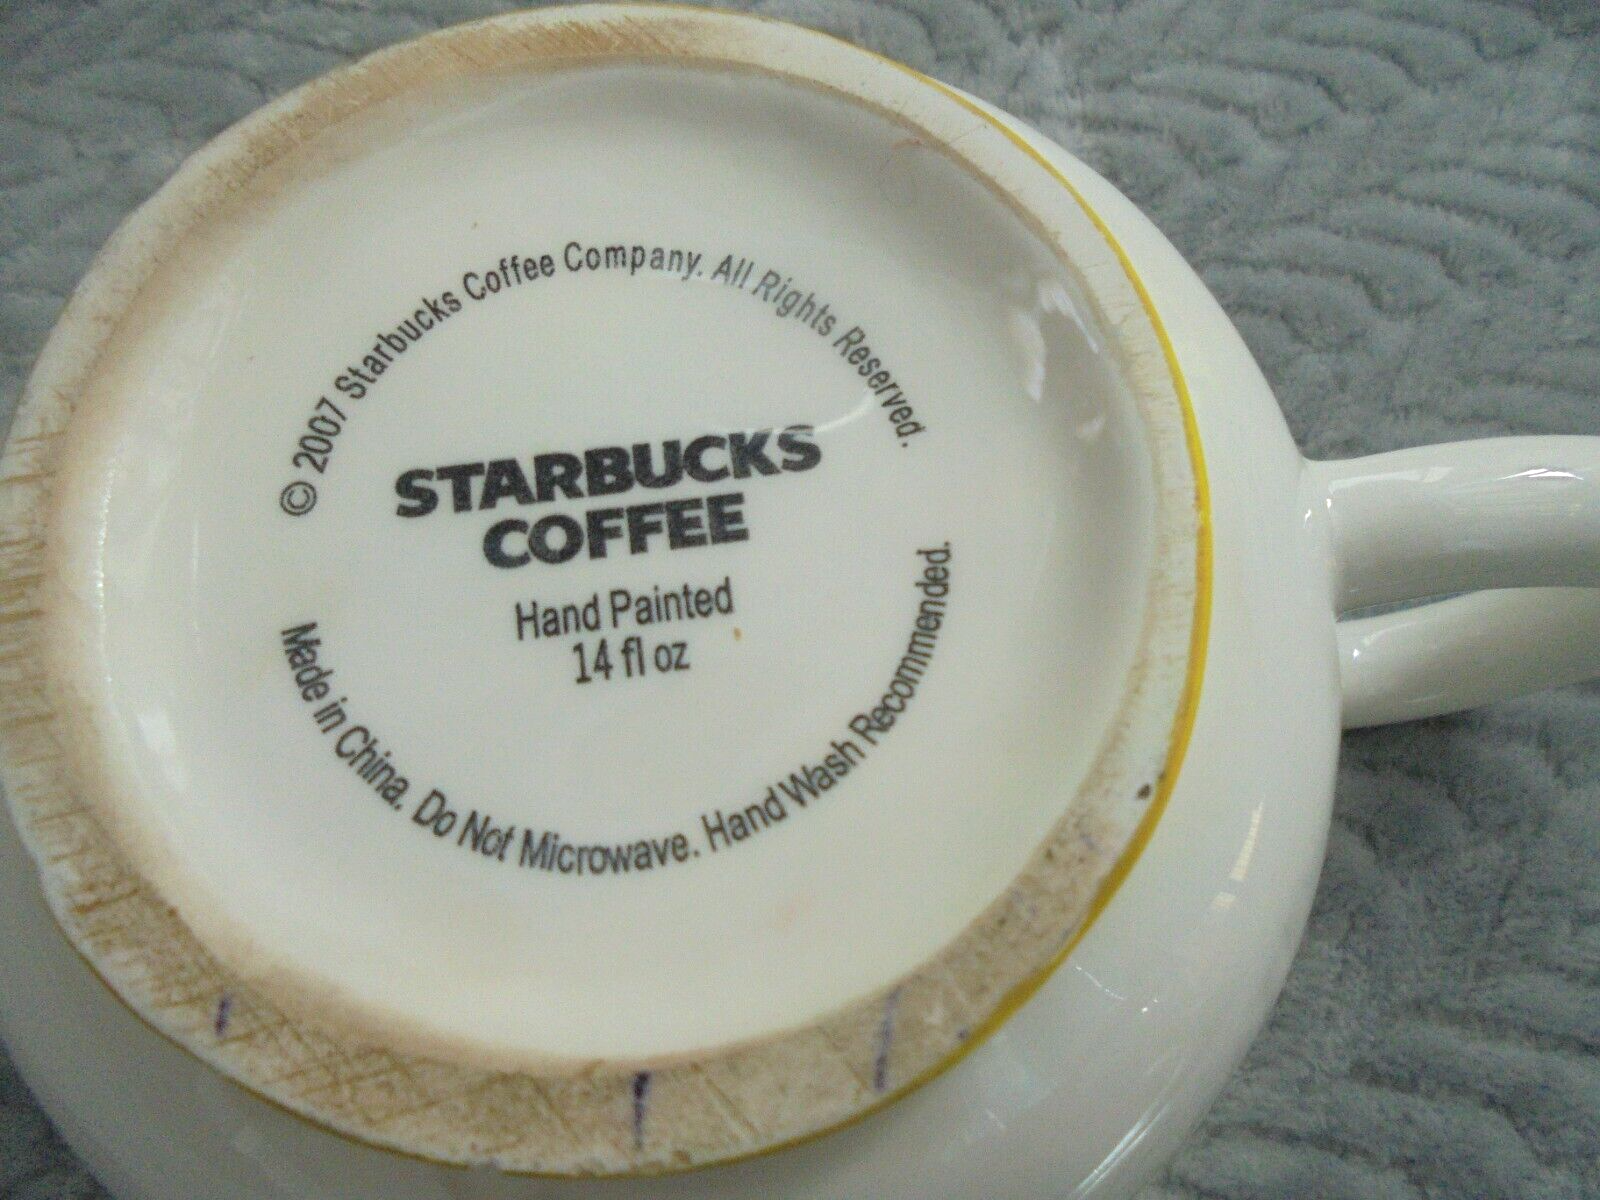 © 2007 Starbucks Coffee Company. All Rights Reserved.
STARBUCKS
COFFEE
Hand Painted
14 fl oz
Made in China. Do Not Microwave. Hand Wash Recommended.